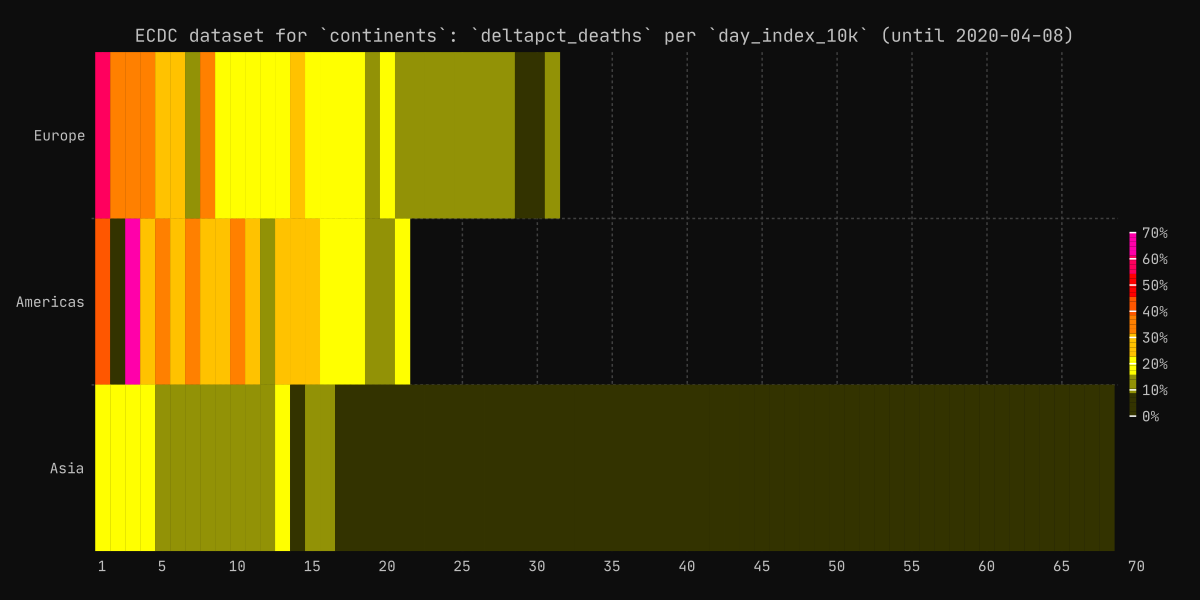 ECDC dataset for `continents`: `deltapct_deaths` per `day_index_10k` (until 2020-04-08)
Europe
Americas
Asia
70%
60%
50%
40%
30%
20%
10%
0%
1 5 10 15 20 25 30 35 40 45 50 55 60 65 70